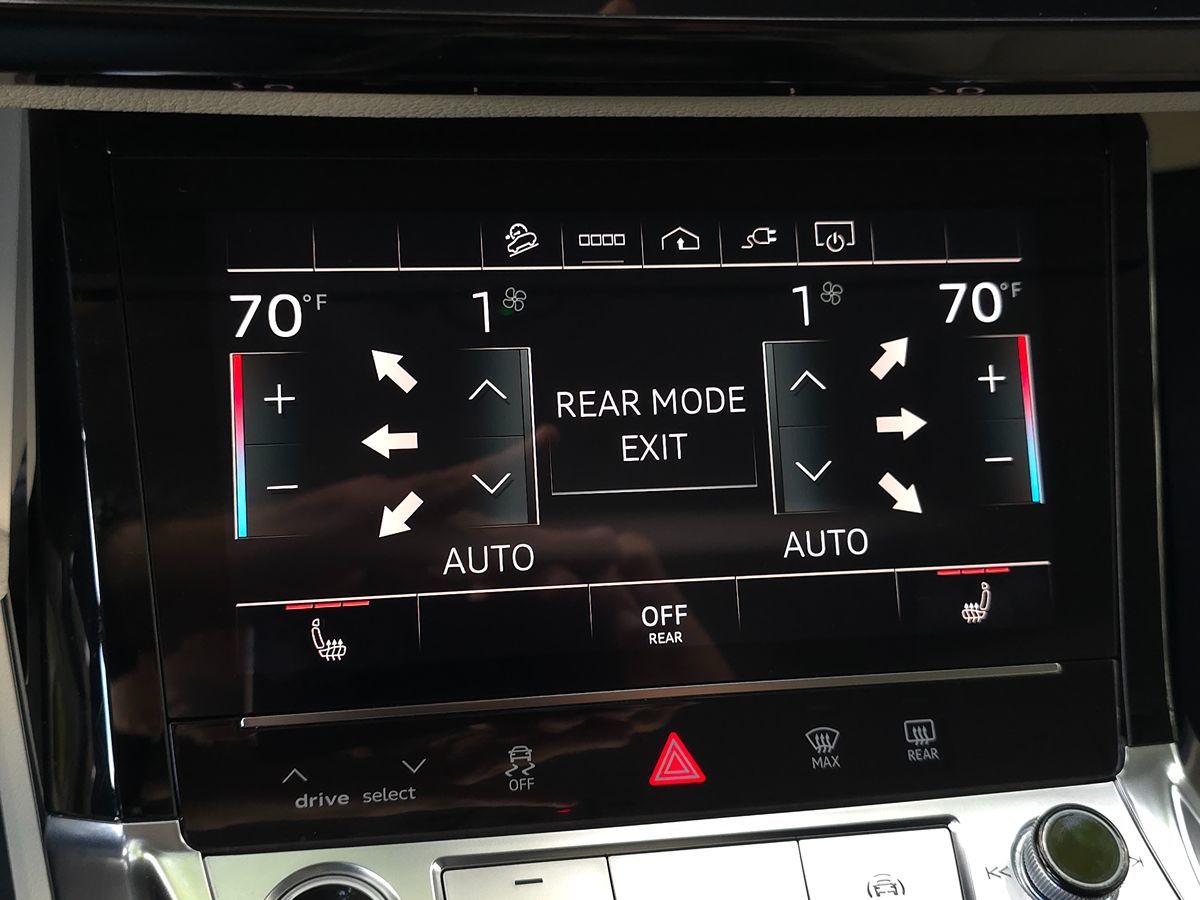 70°F 1 1 70°F
REAR MODE
EXIT
AUTO AUTO
OFF
REAR
drive select
OFF
MAX
REAR